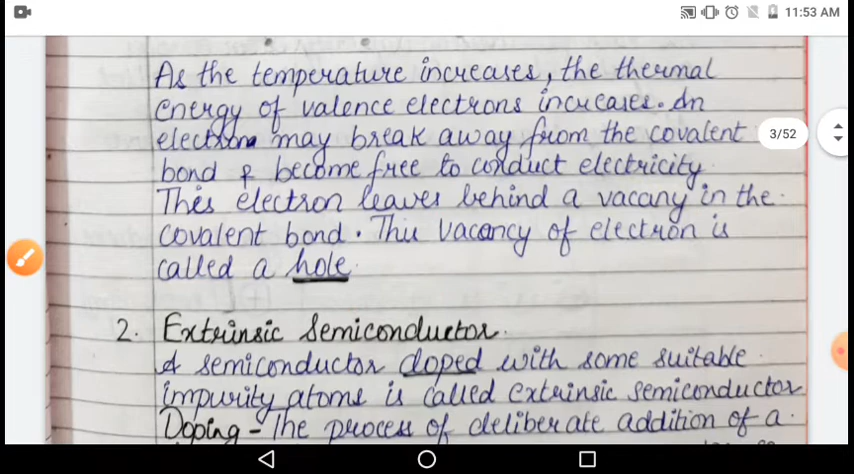 11:53 AM
As the temperature increases, the thermal
energy of valence electrons increases. An
electron may break away from the covalent
3/52
bond & become free to conduct electricity
This electron leaves behind a vacany in the
covalent bond. This vacancy of electron is
called a hole
2. Extrinsic Semiconductor.
A semiconductor doped with some suitable
impurity atoms is called extrinsic semiconductor
Doping - The process of deliberate addition of a